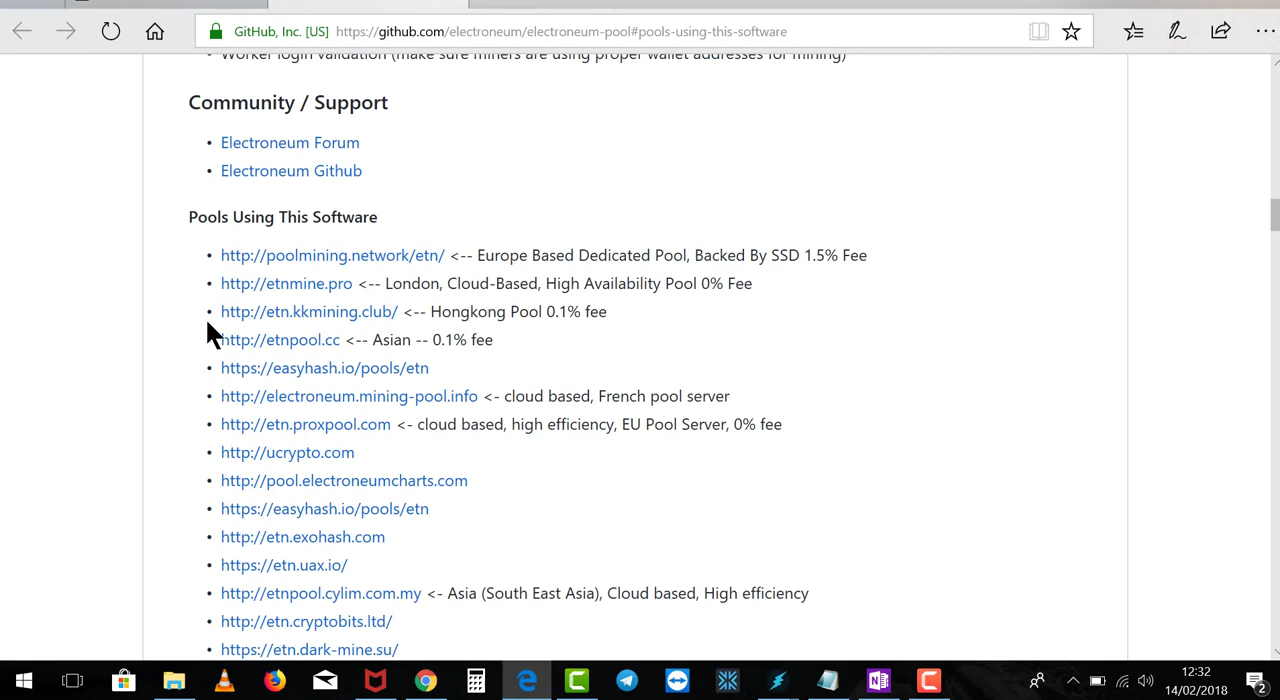 GitHub, Inc. [US] https://github.com/electroneum/electroneum-pool#pools-using-this-software
Worker login validation (make sure miners are using proper wallet addresses for mining)
Community / Support
Electroneum Forum
Electroneum Github
Pools Using This Software
http://poolmining.network/etn/ <-- Europe Based Dedicated Pool, Backed By SSD 1.5% Fee
http://etnmine.pro <-- London, Cloud-Based, High Availability Pool 0% Fee
http://etn.kkmining.club/ <-- Hongkong Pool 0.1% fee
http://etnpool.cc <-- Asian -- 0.1% fee
https://easyhash.io/pools/etn
http://electroneum.mining-pool.info <- cloud based, French pool server
http://etn.proxpool.com <- cloud based, high efficiency, EU Pool Server, 0% fee
http://ucrypto.com
http://pool.electroneumcharts.com
https://easyhash.io/pools/etn
http://etn.exohash.com
https://etn.uax.io/
http://etnpool.cylim.com.my <- Asia (South East Asia), Cloud based, High efficiency
http://etn.cryptobits.ltd/
https://etn.dark-mine.su/
12:32
14/02/2018
2